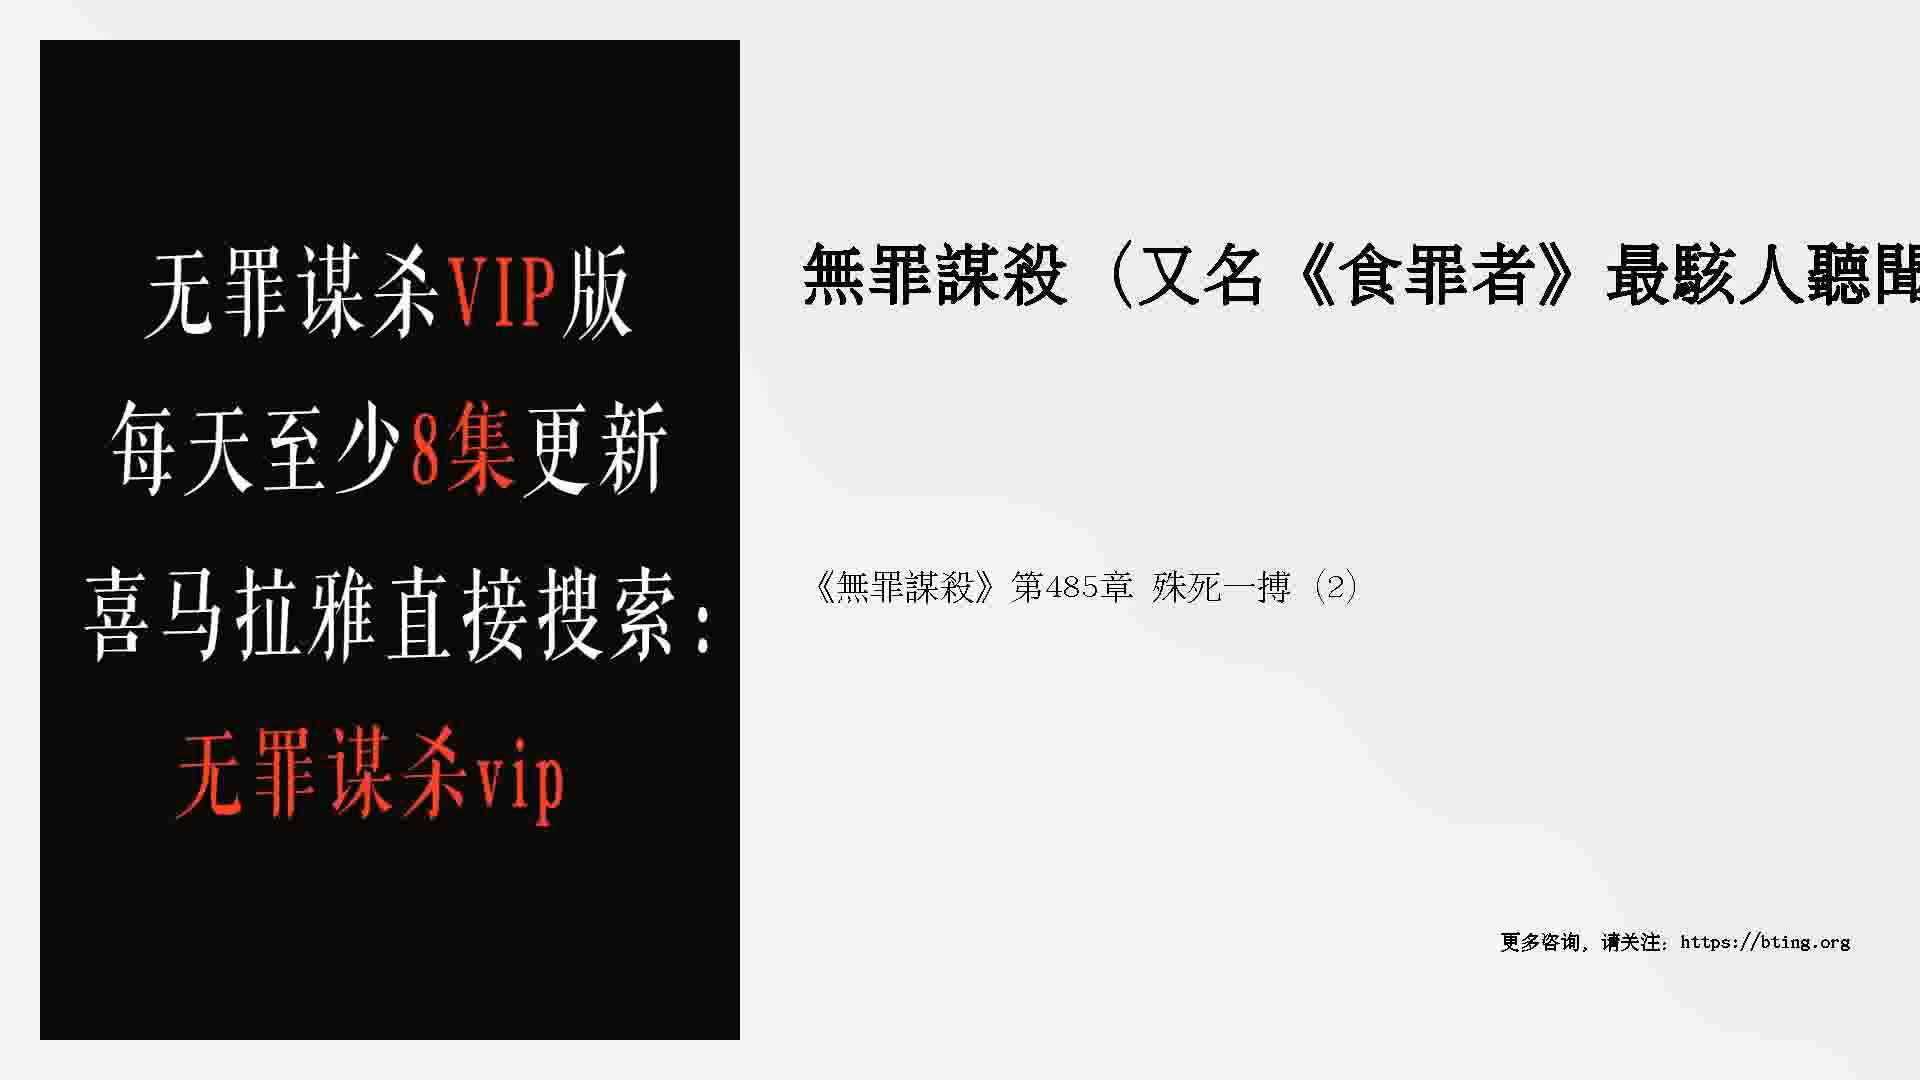 无罪谋杀VIP版
每天至少8集更新
喜马拉雅直接搜索：
无罪谋杀vip
無罪謀殺（又名《食罪者》最駭人聽聞
《無罪謀殺》第485章 殊死一搏（2）
更多咨询，请关注：https://bting.org